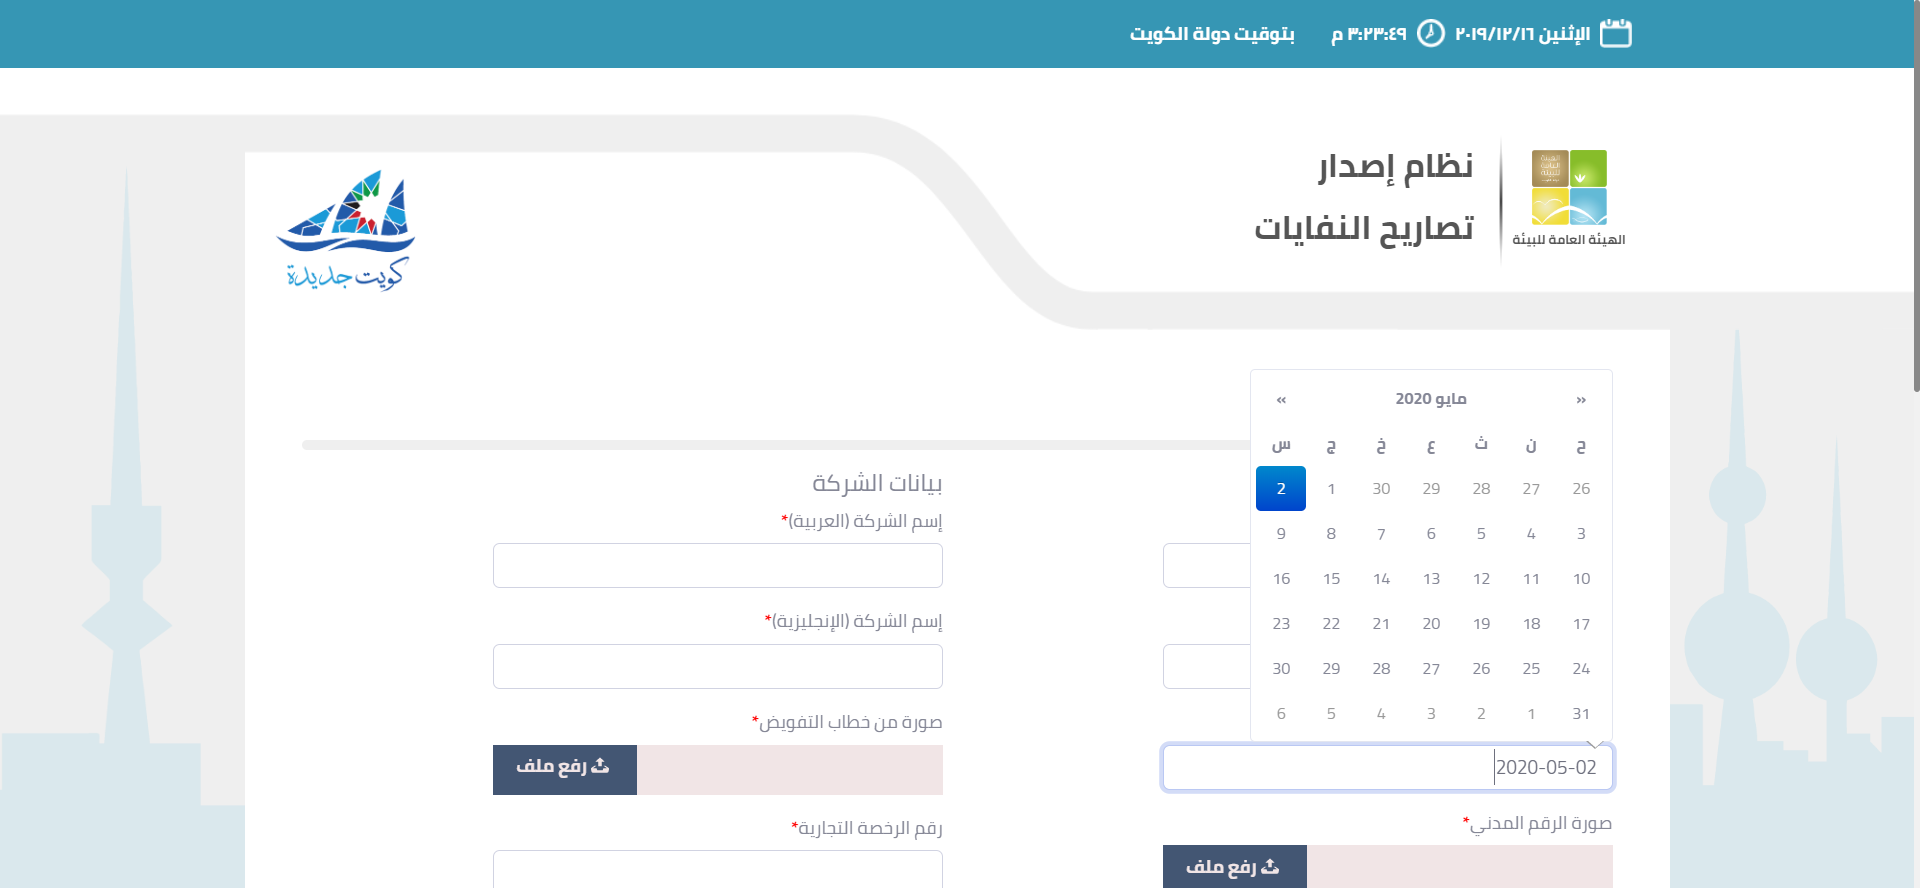 الإثنين ٢٠١٩/١٢/١٦ ٣:٢٣:٤٩ م بتوقيت دولة الكويت
الهيئة العامة للبيئة
نظام إصدار
تصاريح النفايات
كويت جديدة
« مايو 2020 »
ح ن ث ع خ ج س
26 27 28 29 30 1 2
3 4 5 6 7 8 9
10 11 12 13 14 15 16
17 18 19 20 21 22 23
24 25 26 27 28 29 30
31 1 2 3 4 5 6
2020-05-02
صورة الرقم المدني*
رفع ملف
بيانات الشركة
إسم الشركة (العربية)*
إسم الشركة (الإنجليزية)*
صورة من خطاب التفويض*
رفع ملف
رقم الرخصة التجارية*